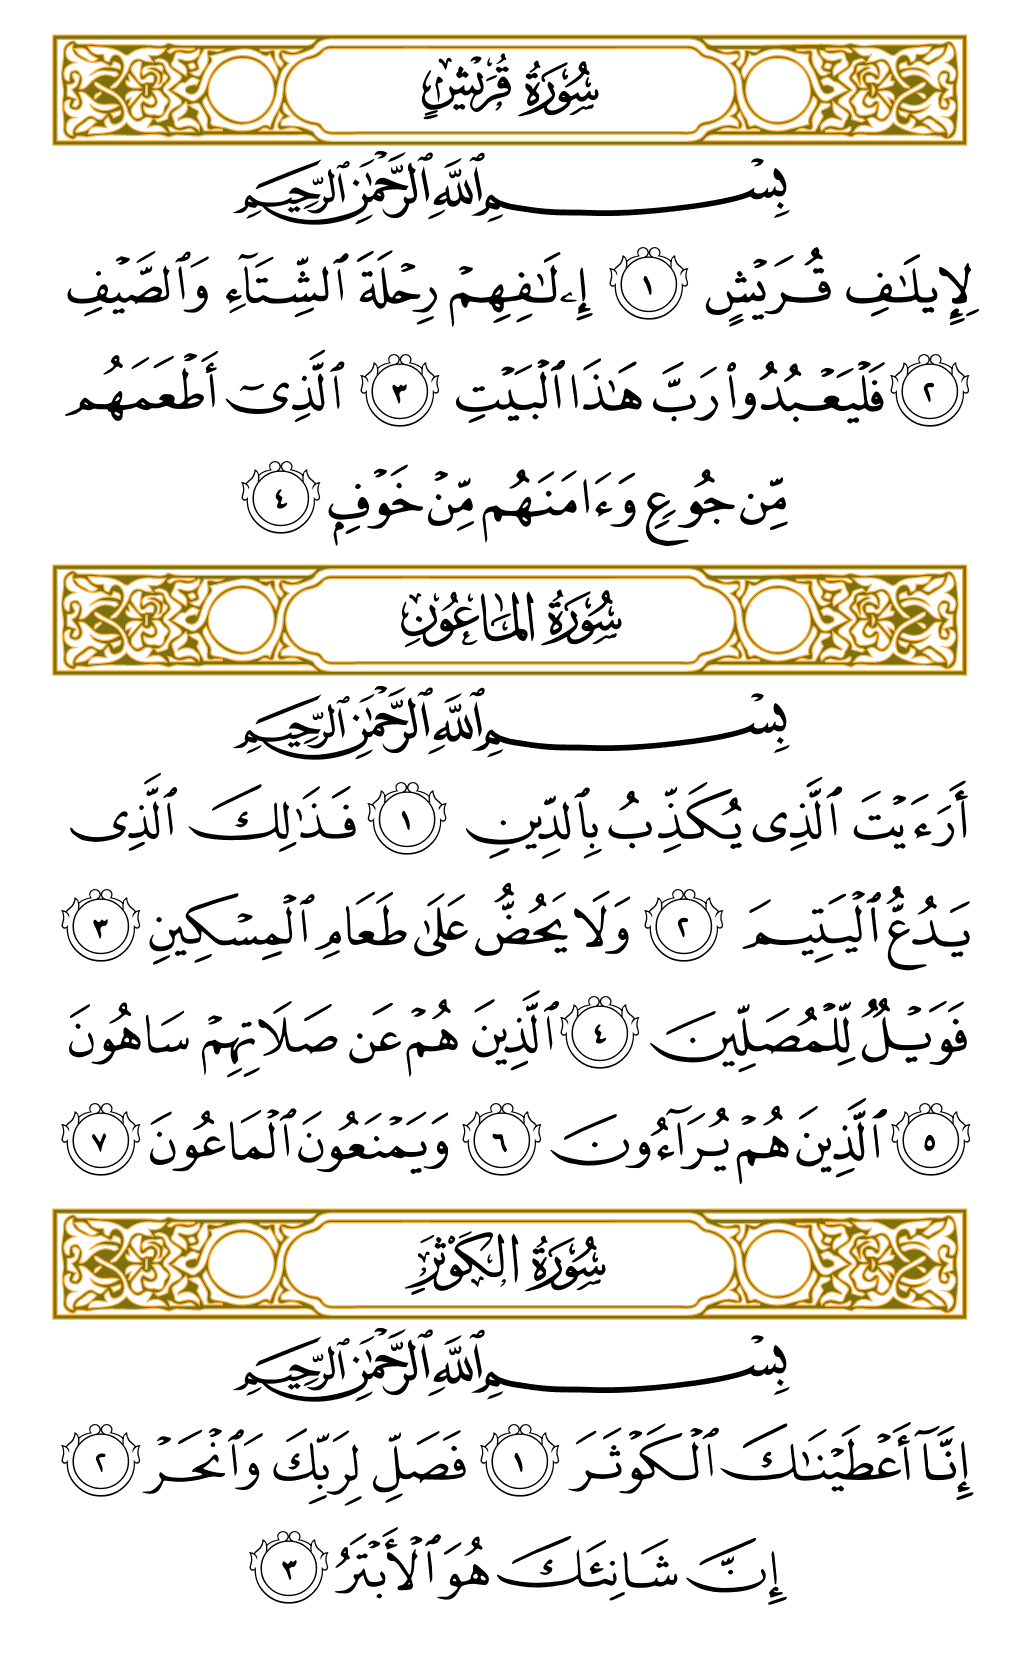 سُورَةُ قُرَيْشٍ
بِسْمِ ٱللَّهِ ٱلرَّحْمَٰنِ ٱلرَّحِيمِ
لِإِيلَٰفِ قُرَيْشٍ ١ إِۦلَٰفِهِمْ رِحْلَةَ ٱلشِّتَآءِ وَٱلصَّيْفِ
٢ فَلْيَعْبُدُوا۟ رَبَّ هَٰذَا ٱلْبَيْتِ ٣ ٱلَّذِىٓ أَطْعَمَهُم
مِّن جُوعٍ وَءَامَنَهُم مِّنْ خَوْفٍۭ ٤
سُورَةُ المَاعُونِ
بِسْمِ ٱللَّهِ ٱلرَّحْمَٰنِ ٱلرَّحِيمِ
أَرَءَيْتَ ٱلَّذِى يُكَذِّبُ بِٱلدِّينِ ١ فَذَٰلِكَ ٱلَّذِى
يَدُعُّ ٱلْيَتِيمَ ٢ وَلَا يَحُضُّ عَلَىٰ طَعَامِ ٱلْمِسْكِينِ ٣
فَوَيْلٌ لِّلْمُصَلِّينَ ٤ ٱلَّذِينَ هُمْ عَن صَلَاتِهِمْ سَاهُونَ
٥ ٱلَّذِينَ هُمْ يُرَآءُونَ ٦ وَيَمْنَعُونَ ٱلْمَاعُونَ ٧
سُورَةُ الكَوْثَرِ
بِسْمِ ٱللَّهِ ٱلرَّحْمَٰنِ ٱلرَّحِيمِ
إِنَّآ أَعْطَيْنَٰكَ ٱلْكَوْثَرَ ١ فَصَلِّ لِرَبِّكَ وَٱنْحَرْ ٢
إِنَّ شَانِئَكَ هُوَ ٱلْأَبْتَرُ ٣